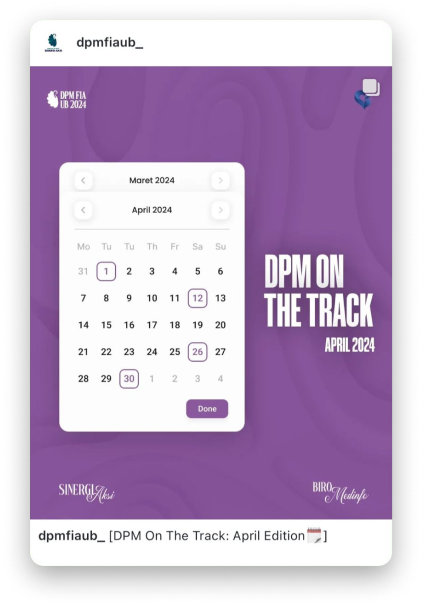 dpmfiaub_
DPM FIA
UB 2024
Maret 2024
April 2024
Mo Tu Tu Th Fr Sa Su
31 1 2 3 4 5 6
7 8 9 10 11 12 13
14 15 16 17 18 19 20
21 22 23 24 25 26 27
28 29 30 1 2 3 4
Done
DPM ON
THE TRACK
APRIL 2024
SINERGI Aksi
BIRO Medinfo
dpmfiaub_ [DPM On The Track: April Edition🗓️]